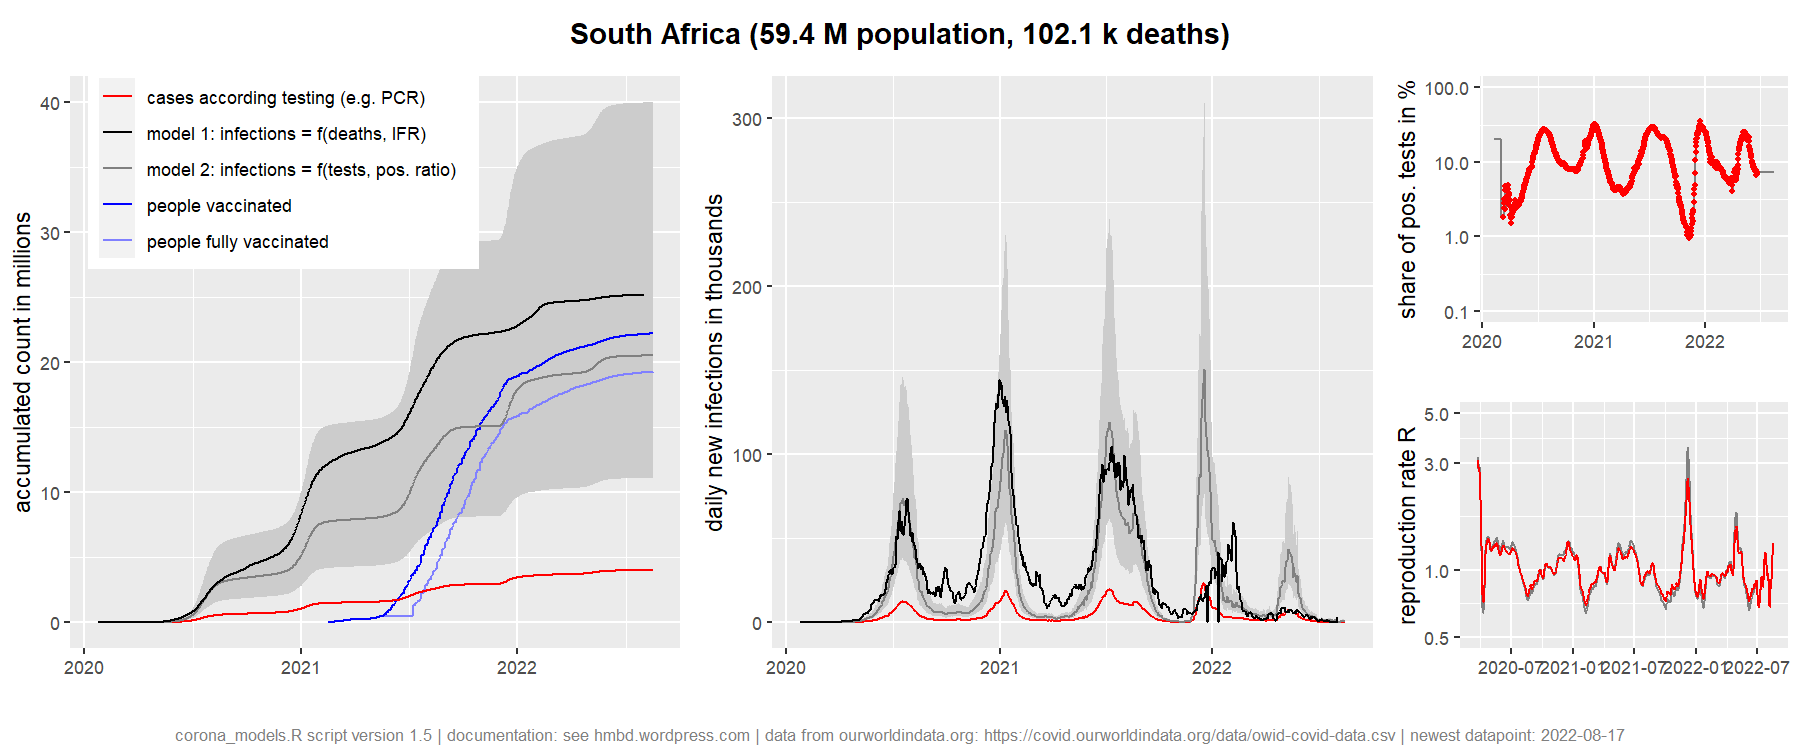 South Africa (59.4 M population, 102.1 k deaths)
accumulated count in millions
40
30
20
10
0
2020
2021
2022
cases according testing (e.g. PCR)
model 1: infections = f(deaths, IFR)
model 2: infections = f(tests, pos. ratio)
people vaccinated
people fully vaccinated
daily new infections in thousands
300
200
100
0
2020
2021
2022
share of pos. tests in %
100.0
10.0
1.0
0.1
2020
2021
2022
reproduction rate R
5.0
3.0
1.0
0.5
2020-07
2021-01
2021-07
2022-01
2022-07
corona_models.R script version 1.5 | documentation: see hmbd.wordpress.com | data from ourworldindata.org: https://covid.ourworldindata.org/data/owid-covid-data.csv | newest datapoint: 2022-08-17